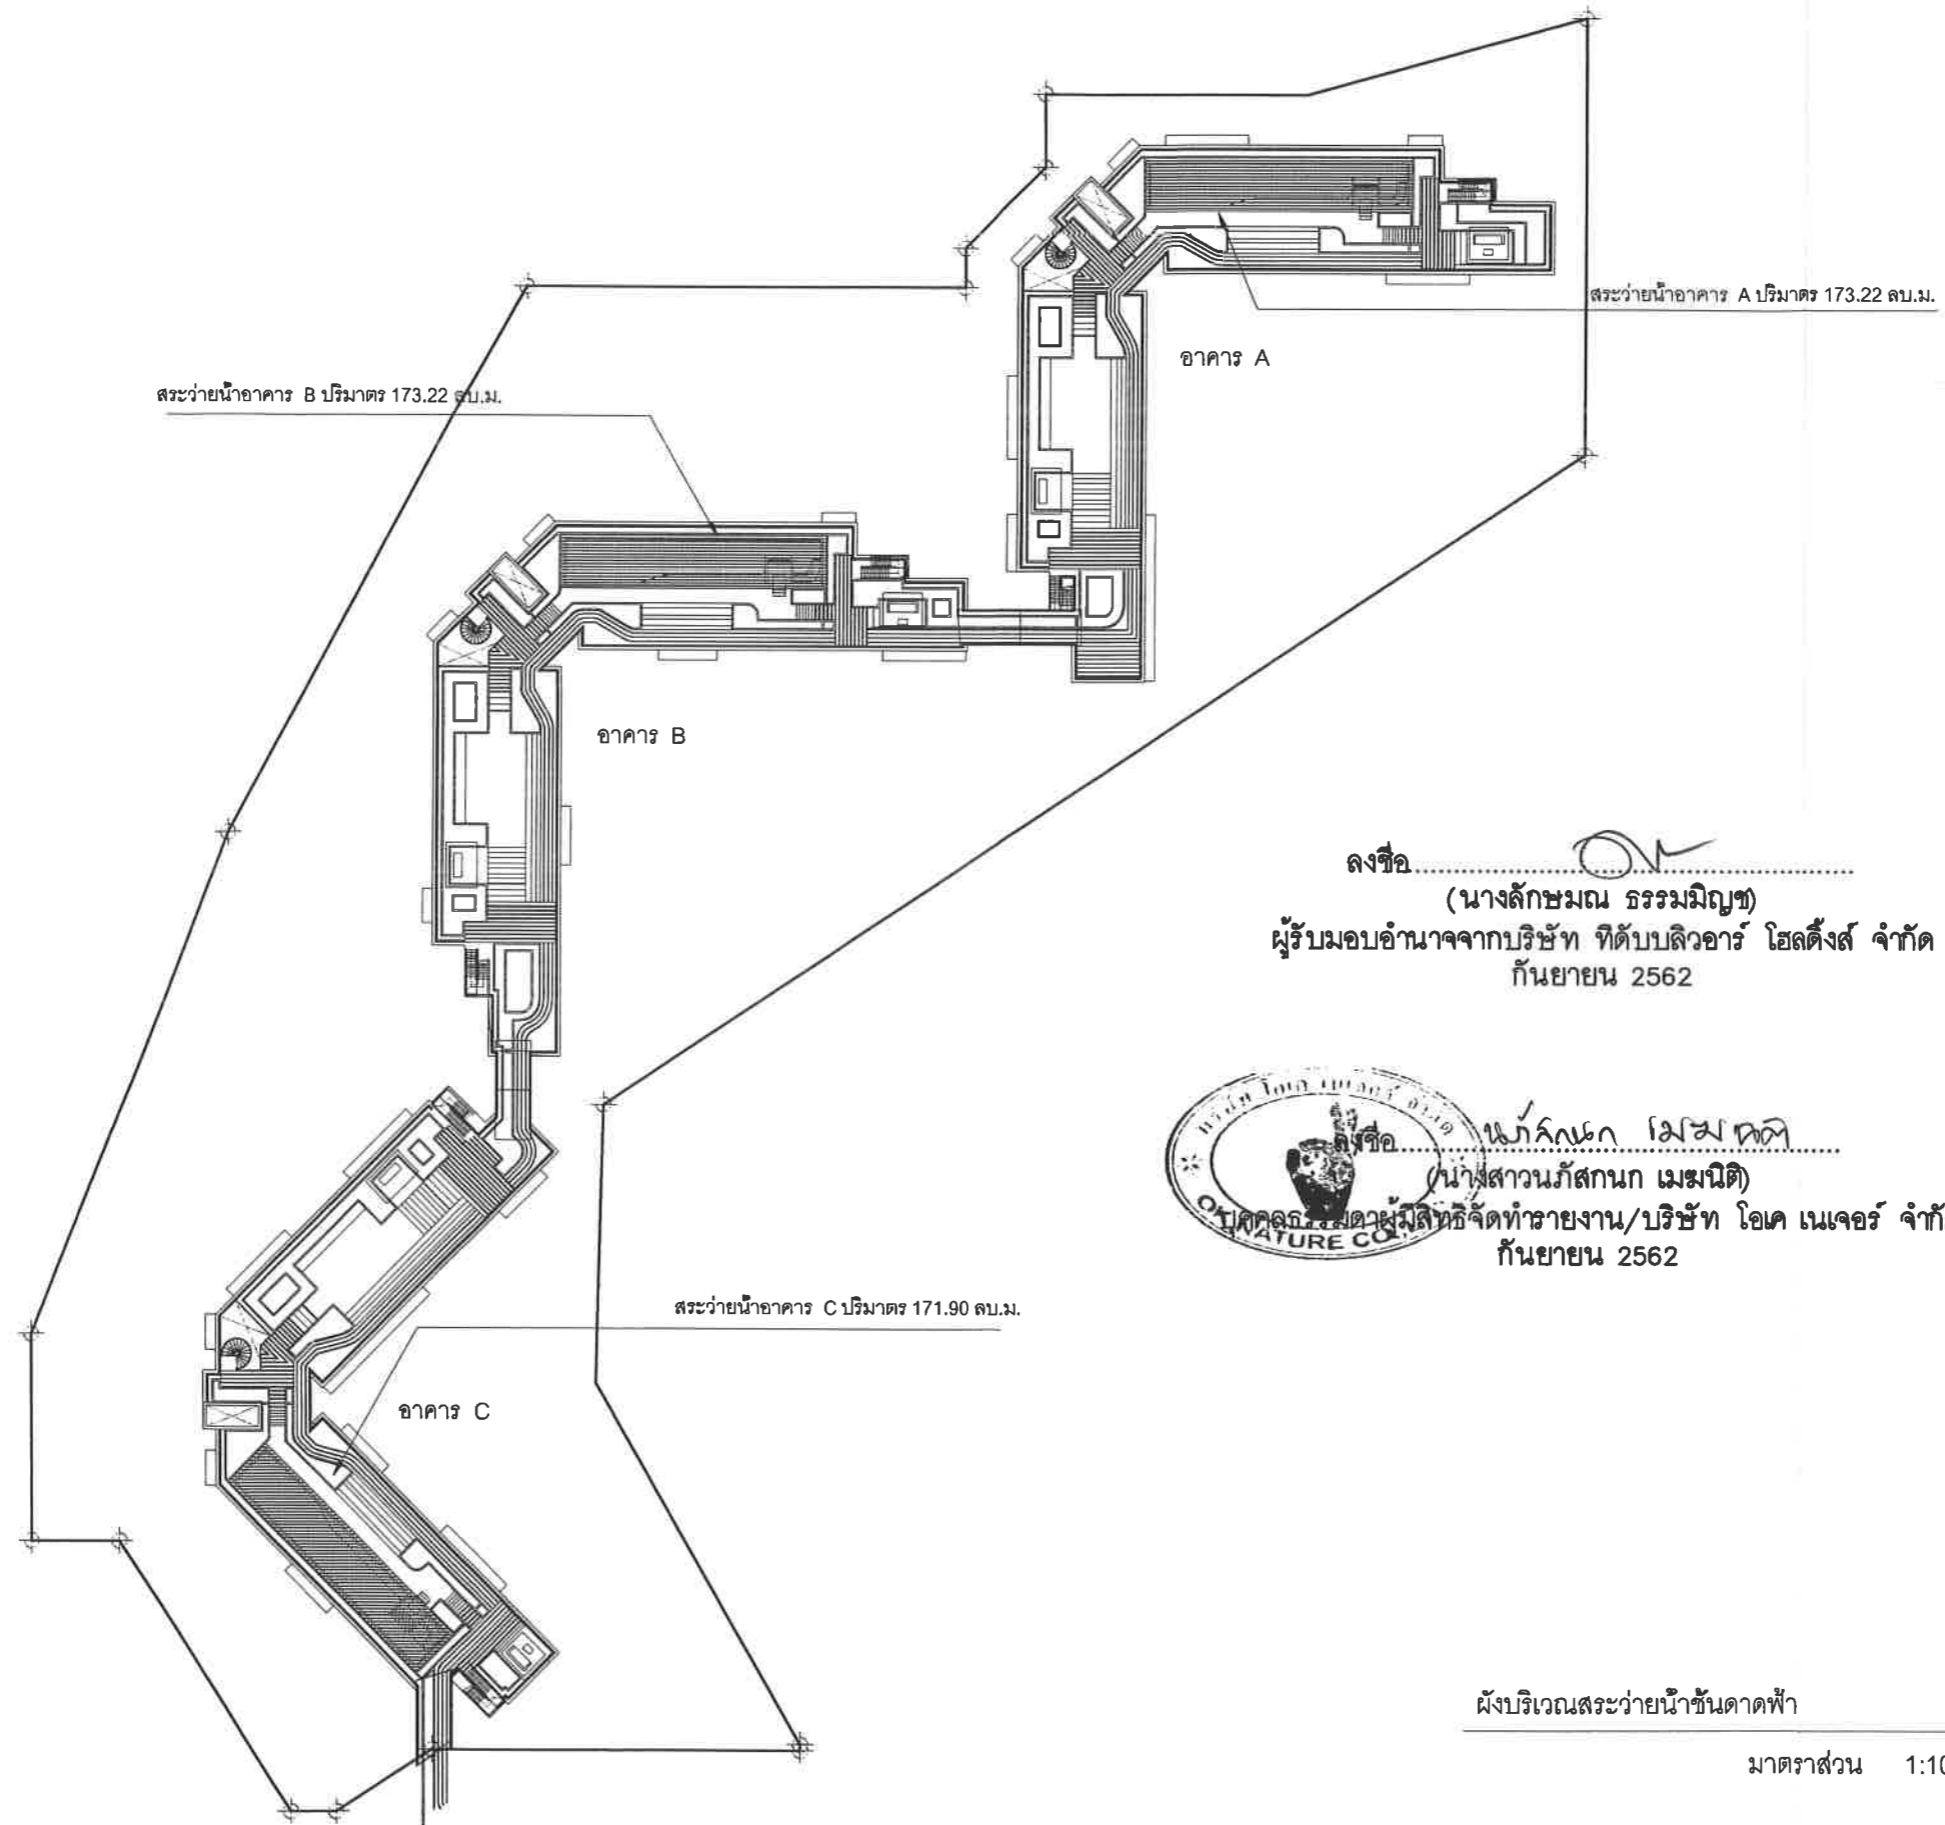 สระว่ายน้ำอาคาร A ปริมาตร 173.22 ลบ.ม.
อาคาร A
สระว่ายน้ำอาคาร B ปริมาตร 173.22 ลบ.ม.
อาคาร B
ลงชื่อ
(นางลักษมณ ธรรมมิญช)
ผู้รับมอบอำนาจจากบริษัท ทีดับบลิวอาร์ โฮลดิ้งส์ จำกัด
กันยายน 2562
ลงชื่อ
(นางสาวนภัสกนก เมฆนิติ)
บุคคลธรรมดาผู้มีสิทธิจัดทำรายงาน/บริษัท โอเค เนเจอร์ จำกั
กันยายน 2562
สระว่ายน้ำอาคาร C ปริมาตร 171.90 ลบ.ม.
อาคาร C
ผังบริเวณสระว่ายน้ำชั้นดาดฟ้า
มาตราส่วน 1:10